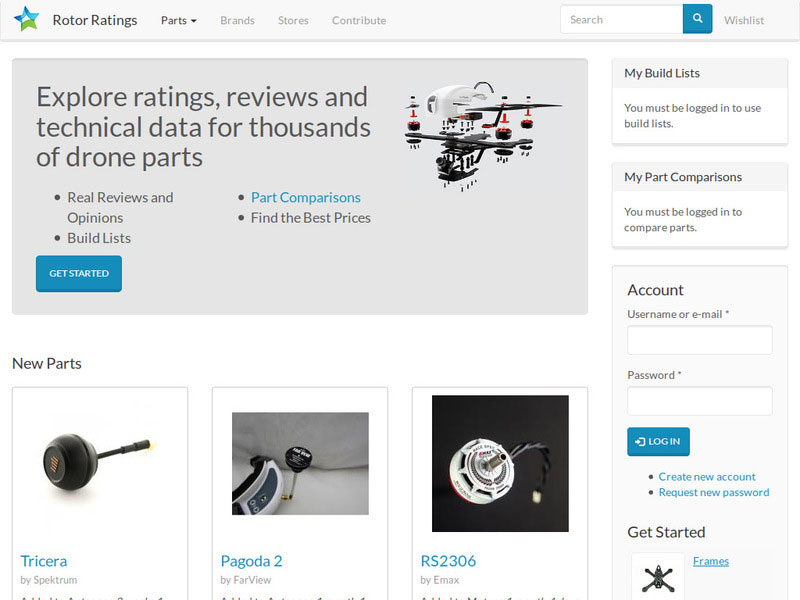 Rotor Ratings
Parts
Brands
Stores
Contribute
Search
Wishlist
Explore ratings, reviews and
technical data for thousands
of drone parts
Real Reviews and
Opinions
Build Lists
Part Comparisons
Find the Best Prices
GET STARTED
My Build Lists
You must be logged in to use
build lists.
My Part Comparisons
You must be logged in to
compare parts.
Account
Username or e-mail *
Password *
LOG IN
Create new account
Request new password
Get Started
Frames
New Parts
Tricera
by Spektrum
Pagoda 2
by FarView
RS2306
by Emax